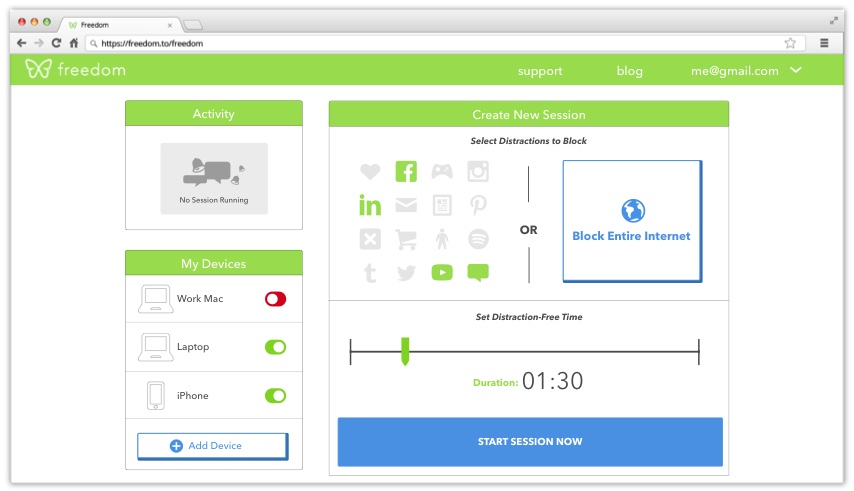 Freedom
https://freedom.to/freedom
freedom
support
blog
me@gmail.com
Activity
No Session Running
My Devices
Work Mac
Laptop
iPhone
Add Device
Create New Session
Select Distractions to Block
in
t
OR
Block Entire Internet
Set Distraction-Free Time
Duration: 01:30
START SESSION NOW